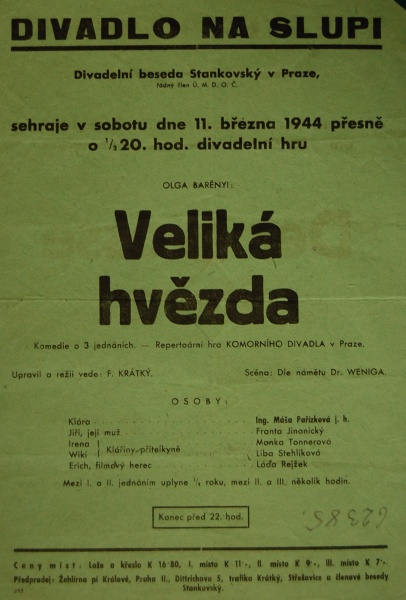 DIVADLO NA SLUPI
Divadelní beseda Stankovský v Praze,
řádný člen Ú. M. D. O. Č.
sehraje v sobotu dne 11. března 1944 přesně
o ½20. hod. divadelní hru
OLGA BARÉNYI:
Veliká
hvězda
Komedie o 3 jednáních. — Repertoární hra KOMORNÍHO DIVADLA v Praze.
Upravil a režii vede: F. KRÁTKÝ. Scéna: Dle námětu Dr. WENIGA.
OSOBY:
Klára Ing. Máša Pařízková j. h.
Jiří, její muž Franta Jinonický
Irena Monka Tonnerová
Klářiny přítelkyně
Wiki Liba Stehlíková
Erich, filmový herec Láďa Rejžek
Mezi I. a II. jednáním uplyne ½ roku, mezi II. a III. několik hodin.
Konec před 22. hod.
62385
Ceny míst: Lože a křeslo K 16·80, I. místo K 11·-, II. místo K 9·-, III. místo K 7·-.
Předprodej: Žehlírna pí Králové, Praha II., Dittrichova 5, trafika Krátký, Střešovice a členové besedy
Stankovský.